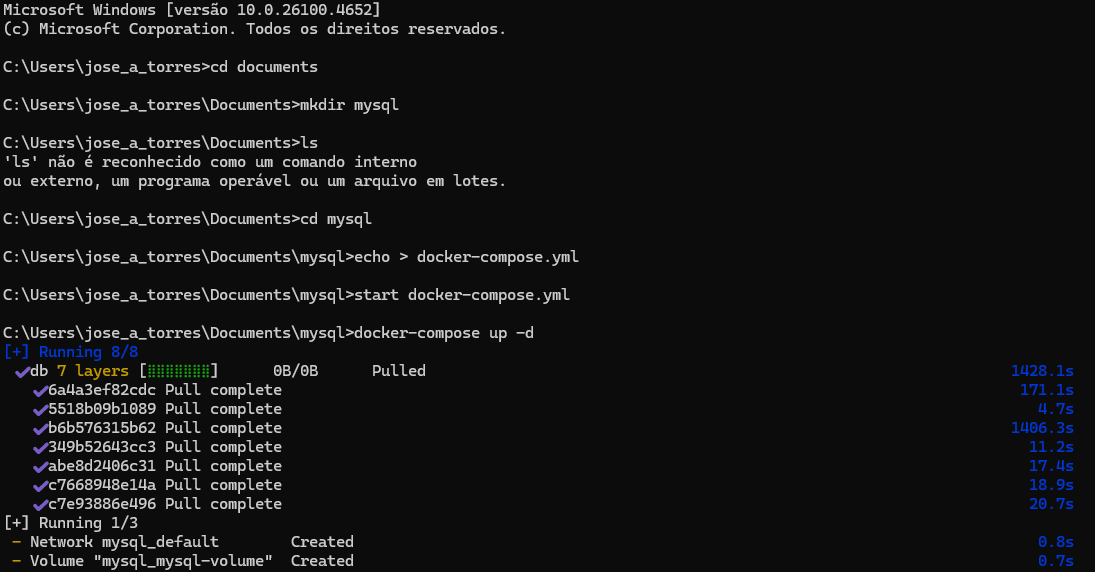 Microsoft Windows [versão 10.0.26100.4652]
(c) Microsoft Corporation. Todos os direitos reservados.
C:\Users\jose_a_torres>cd documents
C:\Users\jose_a_torres\Documents>mkdir mysql
C:\Users\jose_a_torres\Documents>ls
'ls' não é reconhecido como um comando interno
ou externo, um programa operável ou um arquivo em lotes.
C:\Users\jose_a_torres\Documents>cd mysql
C:\Users\jose_a_torres\Documents\mysql>echo > docker-compose.yml
C:\Users\jose_a_torres\Documents\mysql>start docker-compose.yml
C:\Users\jose_a_torres\Documents\mysql>docker-compose up -d
[+] Running 8/8
✔db 7 layers [⣿⣿⣿⣿⣿⣿⣿] 0B/0B Pulled 1428.1s
✔6a4a3ef82cdc Pull complete 171.1s
✔5518b09b1089 Pull complete 4.7s
✔b6b576315b62 Pull complete 1406.3s
✔349b52643cc3 Pull complete 11.2s
✔abe8d2406c31 Pull complete 17.4s
✔c7668948e14a Pull complete 18.9s
✔c7e93886e496 Pull complete 20.7s
[+] Running 1/3
- Network mysql_default Created 0.8s
- Volume "mysql_mysql-volume" Created 0.7s